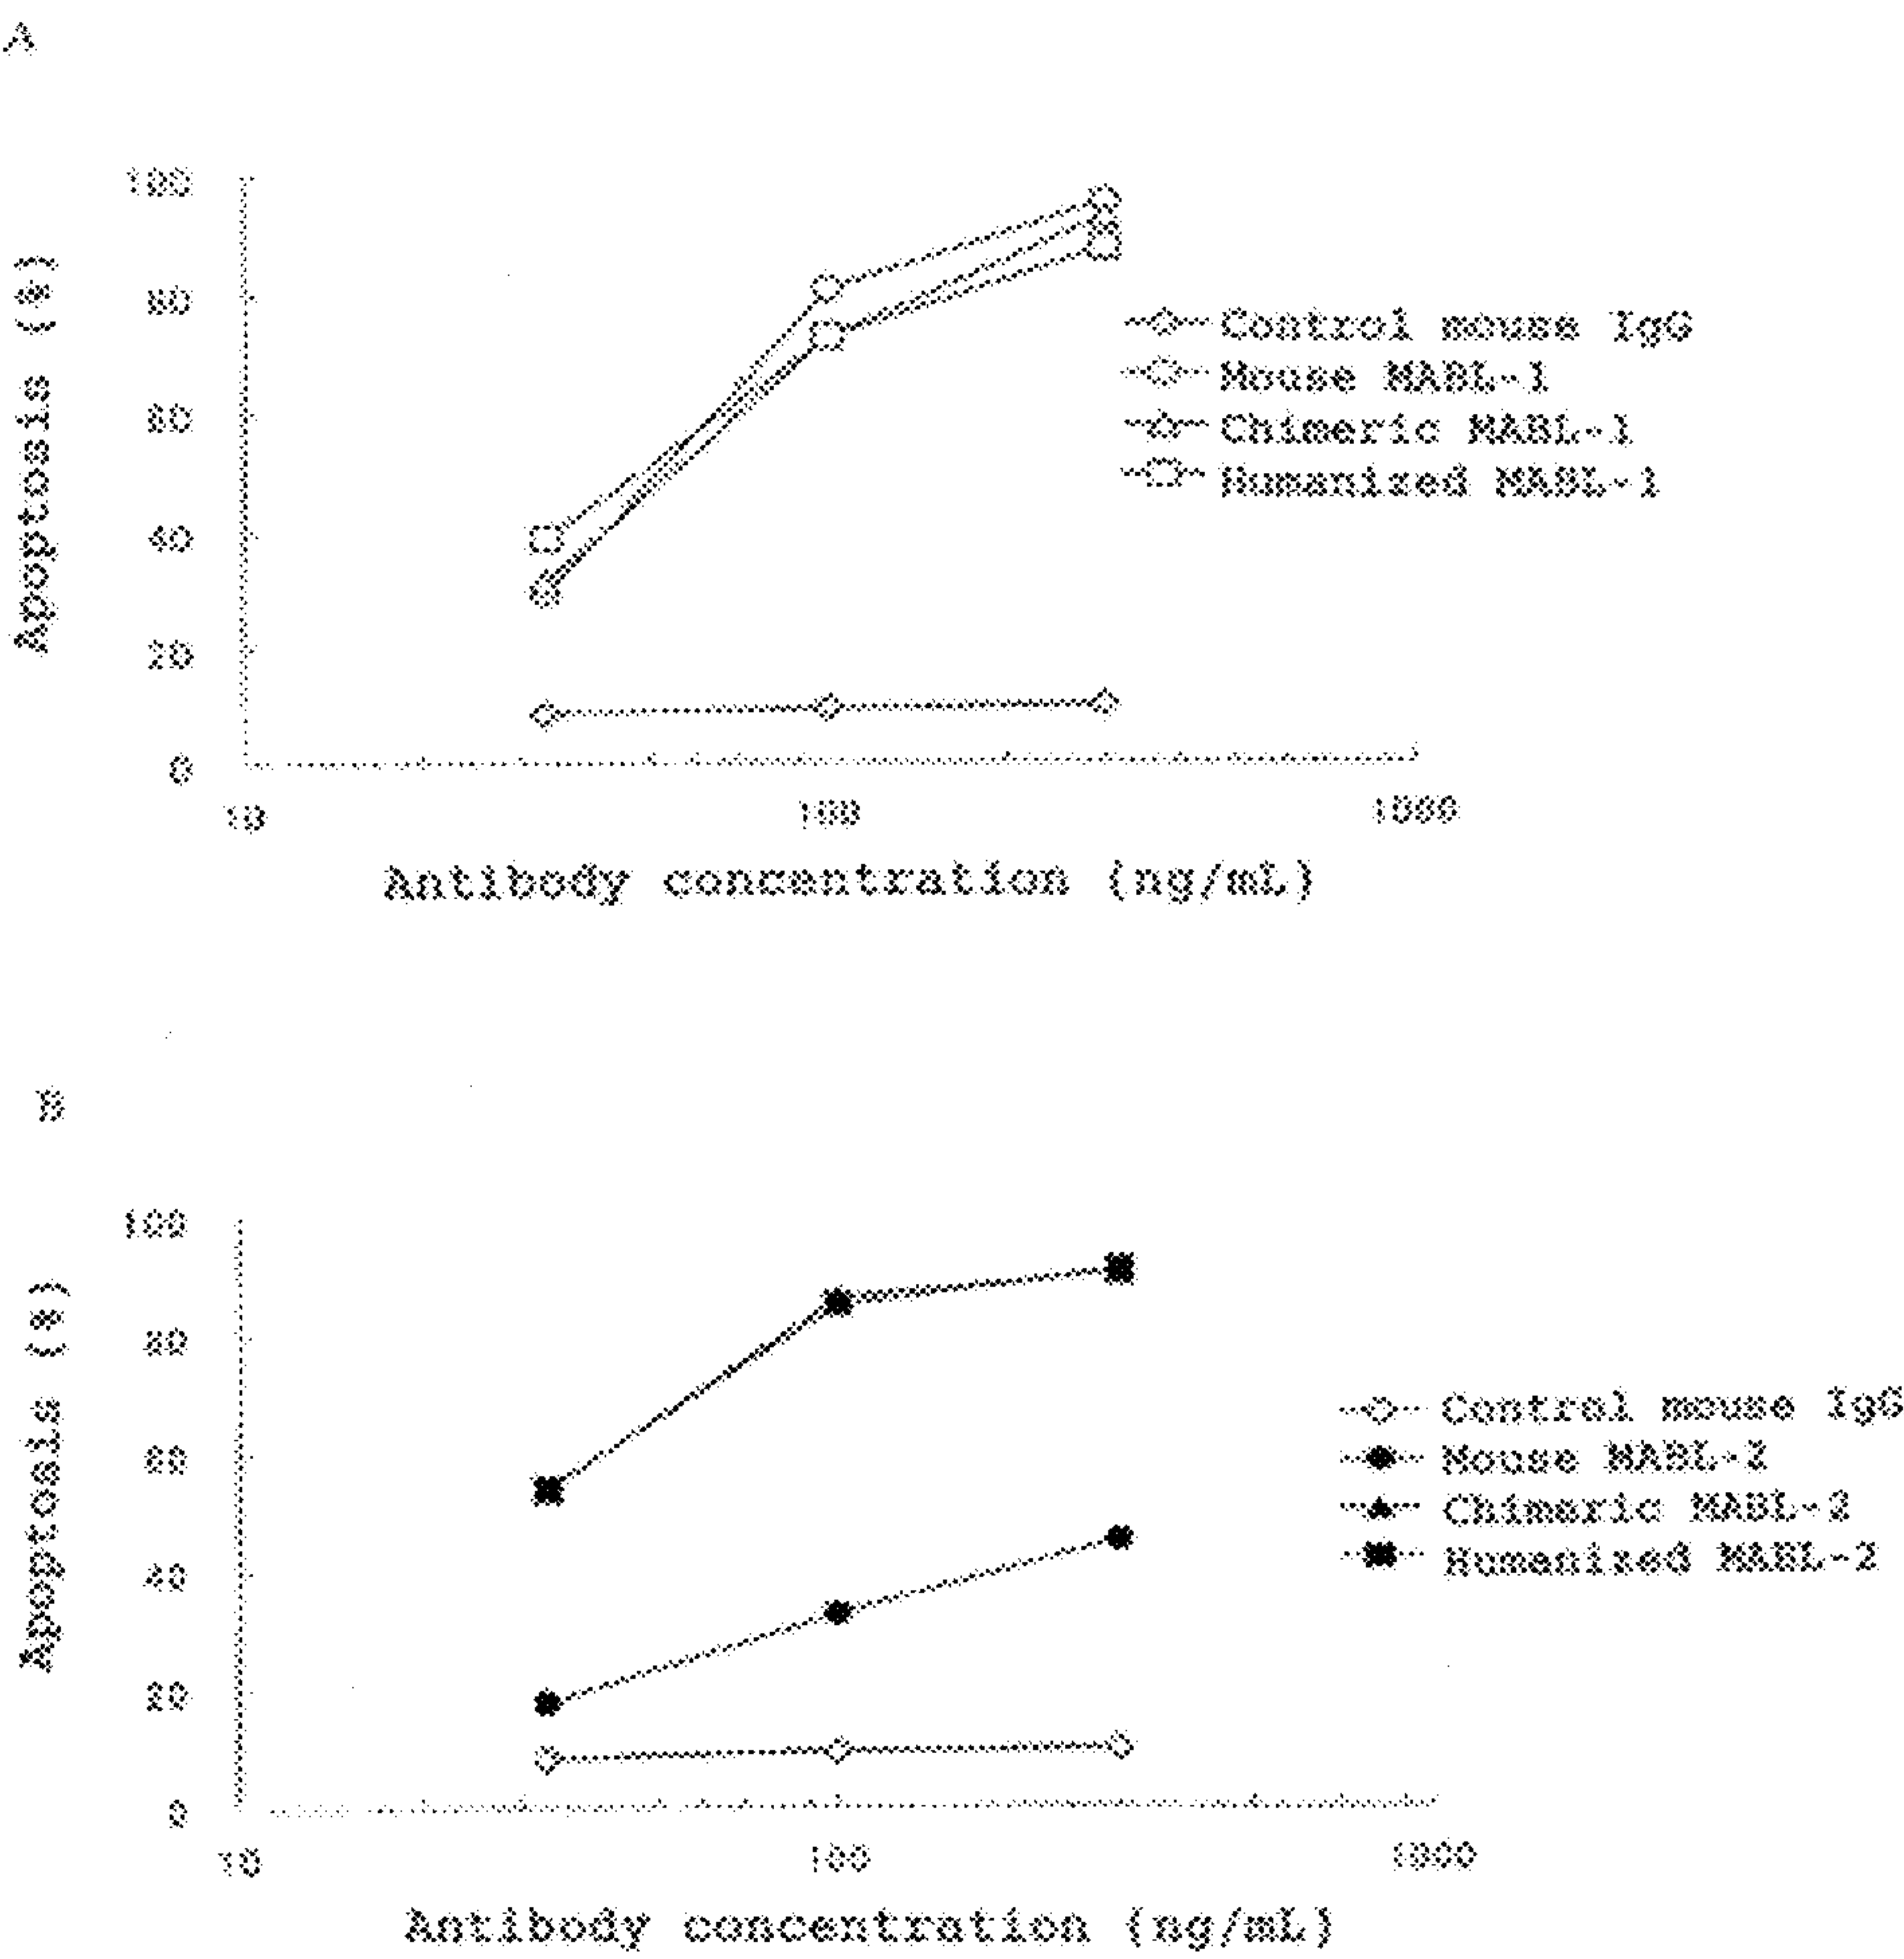 A
Apoptosis (%)
100
80
60
40
20
0
10
100
1000
Antibody concentration (ng/mL)
Control mouse IgG
Mouse MABL-1
Chimeric MABL-1
Humanized MABL-1
B
Apoptosis (%)
100
80
60
40
20
0
10
100
1000
Antibody concentration (ng/mL)
Control mouse IgG
Mouse MABL-2
Chimeric MABL-2
Humanized MABL-2